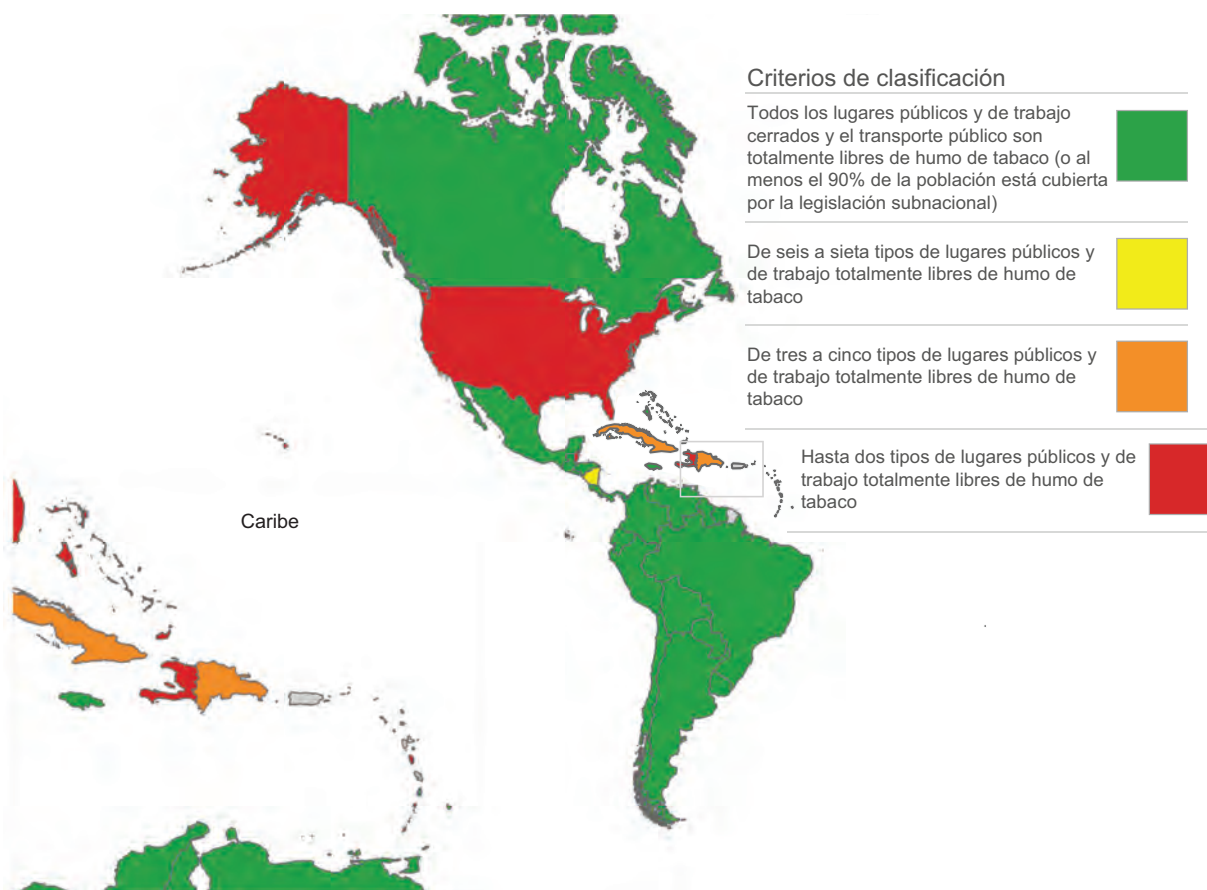 Criterios de clasificación
Todos los lugares públicos y de trabajo
cerrados y el transporte público son
totalmente libres de humo de tabaco (o al
menos el 90% de la población está cubierta
por la legislación subnacional)
De seis a sieta tipos de lugares públicos y
de trabajo totalmente libres de humo de
tabaco
De tres a cinco tipos de lugares públicos y
de trabajo totalmente libres de humo de
tabaco
Hasta dos tipos de lugares públicos y de
trabajo totalmente libres de humo de
tabaco
Caribe